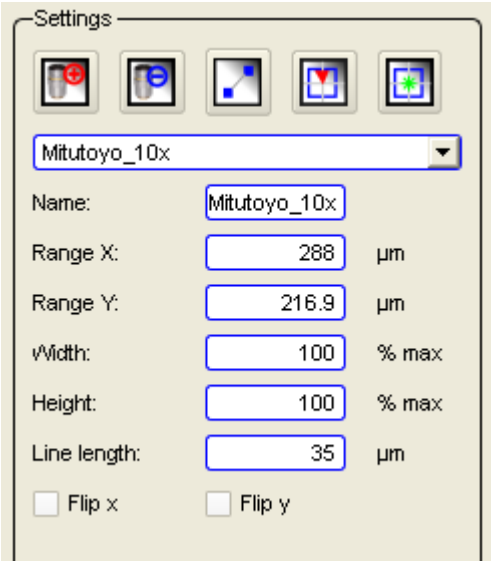 Settings
Mitutoyo_10x
Name: Mitutoyo_10x
Range X: 288 µm
Range Y: 216.9 µm
Width: 100 % max
Height: 100 % max
Line length: 35 µm
Flip x Flip y